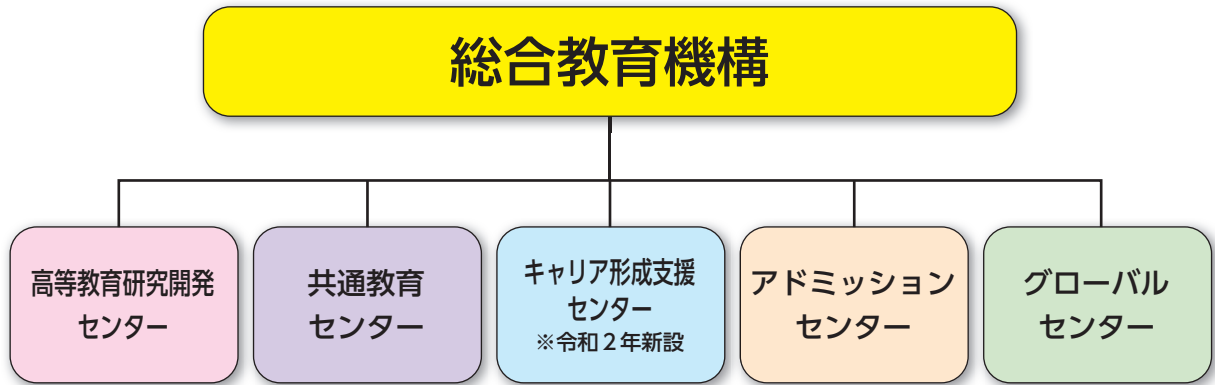 総合教育機構
高等教育研究開発
センター
共通教育
センター
キャリア形成支援
センター
※令和2年新設
アドミッション
センター
グローバル
センター